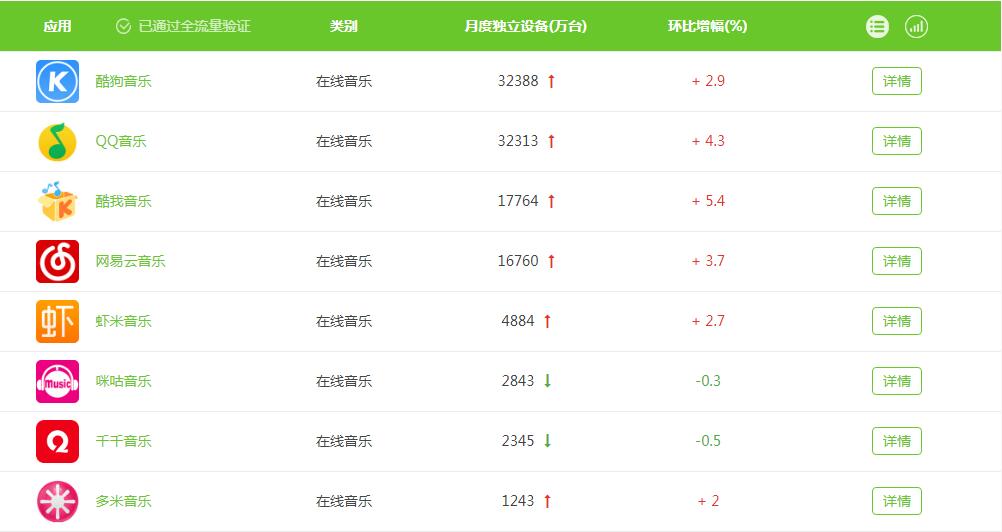 应用 已通过全流量验证 类别 月度独立设备(万台) 环比增幅(%)
K 酷狗音乐 在线音乐 32388 ↑ + 2.9 详情
QQ音乐 在线音乐 32313 ↑ + 4.3 详情
K 酷我音乐 在线音乐 17764 ↑ + 5.4 详情
网易云音乐 在线音乐 16760 ↑ + 3.7 详情
虾 虾米音乐 在线音乐 4884 ↑ + 2.7 详情
Music 咪咕音乐 在线音乐 2843 ↓ -0.3 详情
千千音乐 在线音乐 2345 ↓ -0.5 详情
多米音乐 在线音乐 1243 ↑ + 2 详情